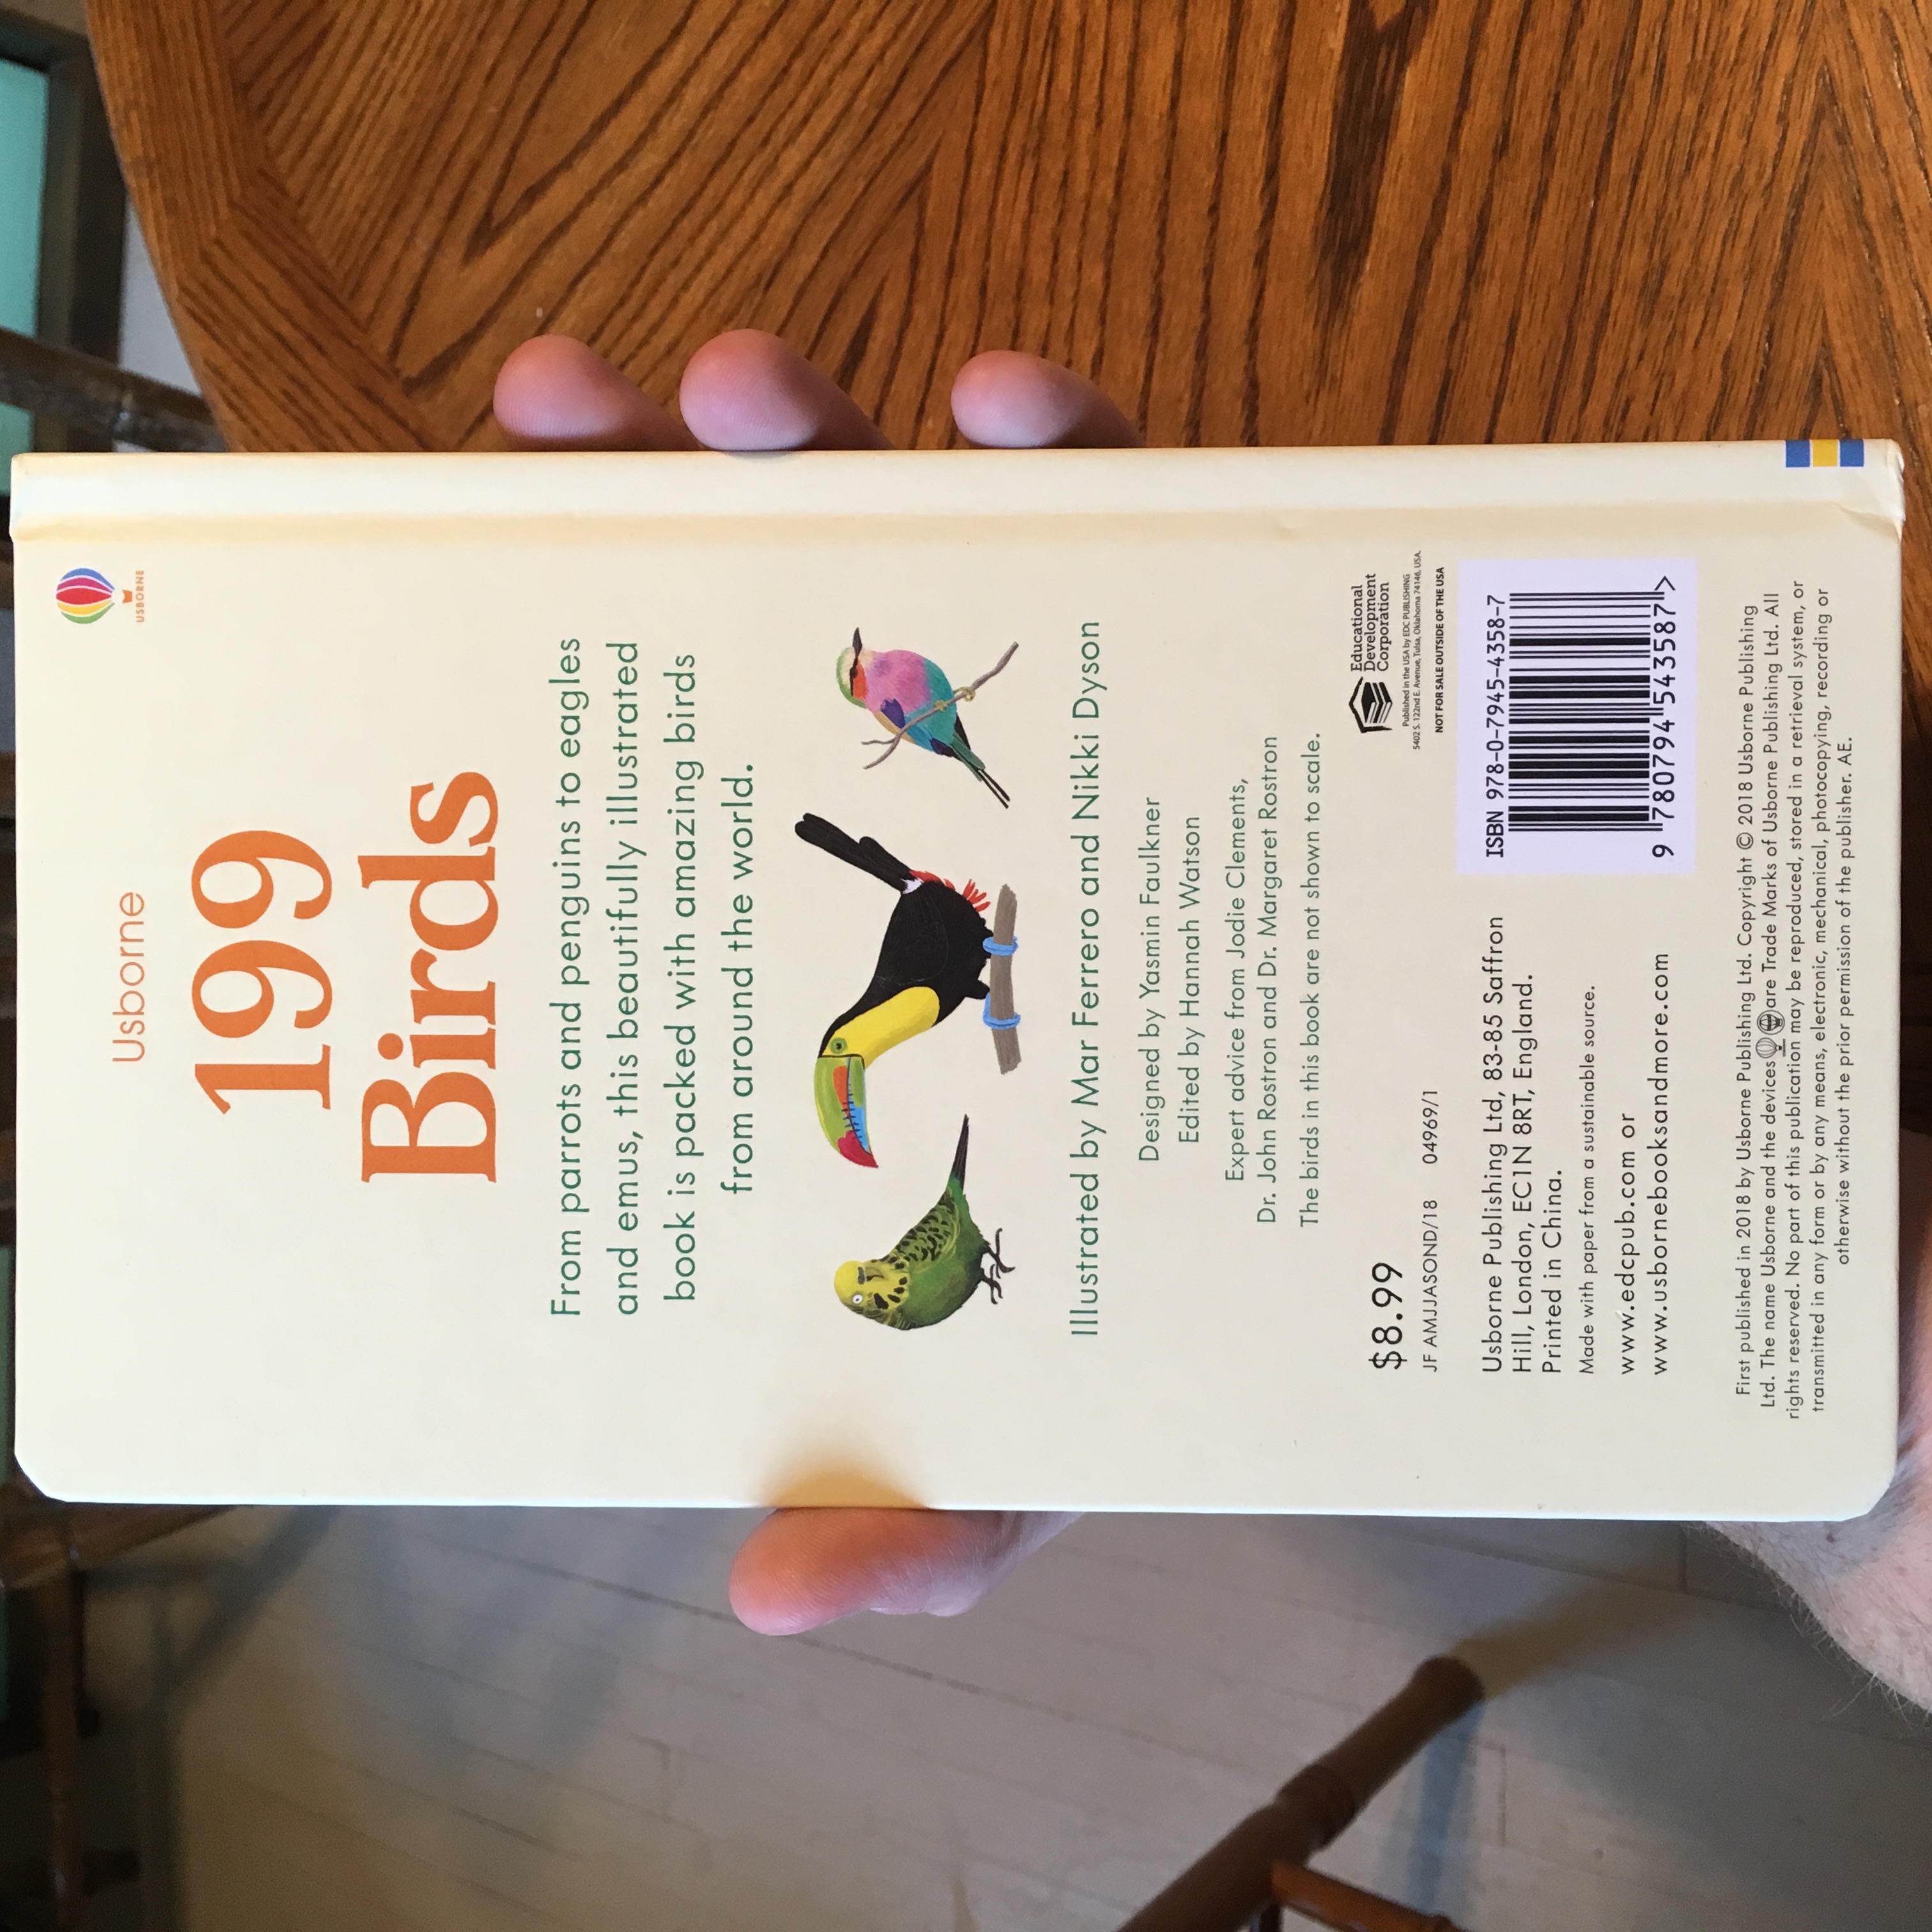 USBORNE
Usborne
199
Birds
From parrots and penguins to eagles
and emus, this beautifully illustrated
book is packed with amazing birds
from around the world.
Illustrated by Mar Ferrero and Nikki Dyson
Designed by Yasmin Faulkner
Edited by Hannah Watson
Expert advice from Jodie Clements,
Dr. John Rostron and Dr. Margaret Rostron
The birds in this book are not shown to scale.
$8.99
JF AMJJASOND/18 04969/1
Educational
Development
Corporation
Published in the USA by EDC PUBLISHING
5402 S. 122nd E. Avenue, Tulsa, Oklahoma 74146, USA.
NOT FOR SALE OUTSIDE OF THE USA
Usborne Publishing Ltd, 83-85 Saffron
Hill, London, EC1N 8RT, England.
Printed in China.
Made with paper from a sustainable source.
www.edcpub.com or
www.usbornebooksandmore.com
ISBN 978-0-7945-4358-7
9 780794 543587 >
First published in 2018 by Usborne Publishing Ltd. Copyright © 2018 Usborne Publishing
Ltd. The name Usborne and the devices are Trade Marks of Usborne Publishing Ltd. All
rights reserved. No part of this publication may be reproduced, stored in a retrieval system, or
transmitted in any form or by any means, electronic, mechanical, photocopying, recording or
otherwise without the prior permission of the publisher. AE.